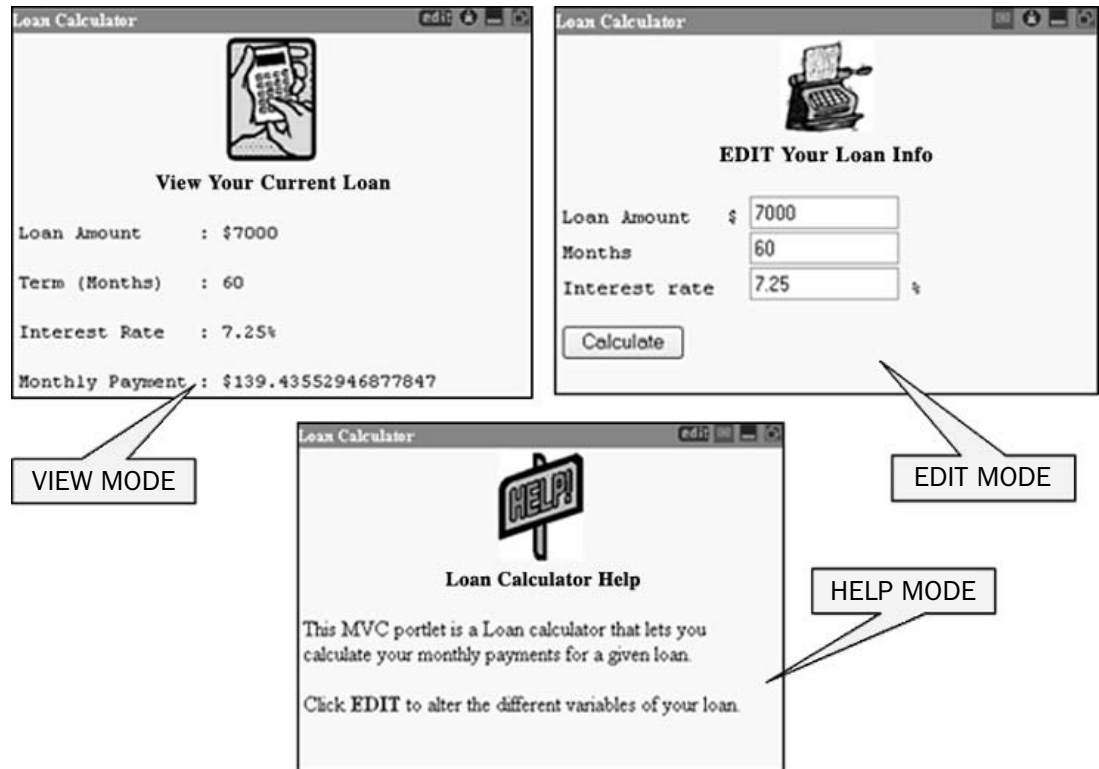 Loan Calculator
edit
View Your Current Loan
Loan Amount : $7000
Term (Months) : 60
Interest Rate : 7.25%
Monthly Payment : $139.43552946877847
VIEW MODE
Loan Calculator
EDIT Your Loan Info
Loan Amount $ 7000
Months 60
Interest rate 7.25 %
Calculate
EDIT MODE
Loan Calculator
edit
HELP!
Loan Calculator Help
This MVC portlet is a Loan calculator that lets you
calculate your monthly payments for a given loan.
Click EDIT to alter the different variables of your loan.
HELP MODE